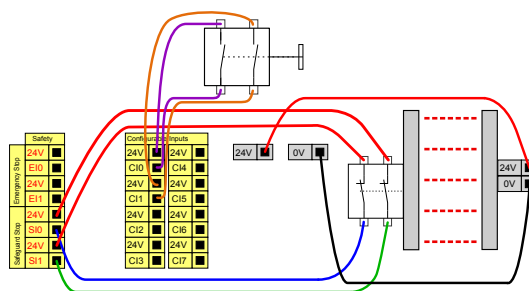 Safety
Emergency Stop
24V
EI0
24V
EI1
Safeguard Stop
24V
SI0
24V
SI1
Configurable Inputs
24V 24V
CI0 CI4
24V 24V
CI1 CI5
24V 24V
CI2 CI6
24V 24V
CI3 CI7
24V
0V
24V
0V